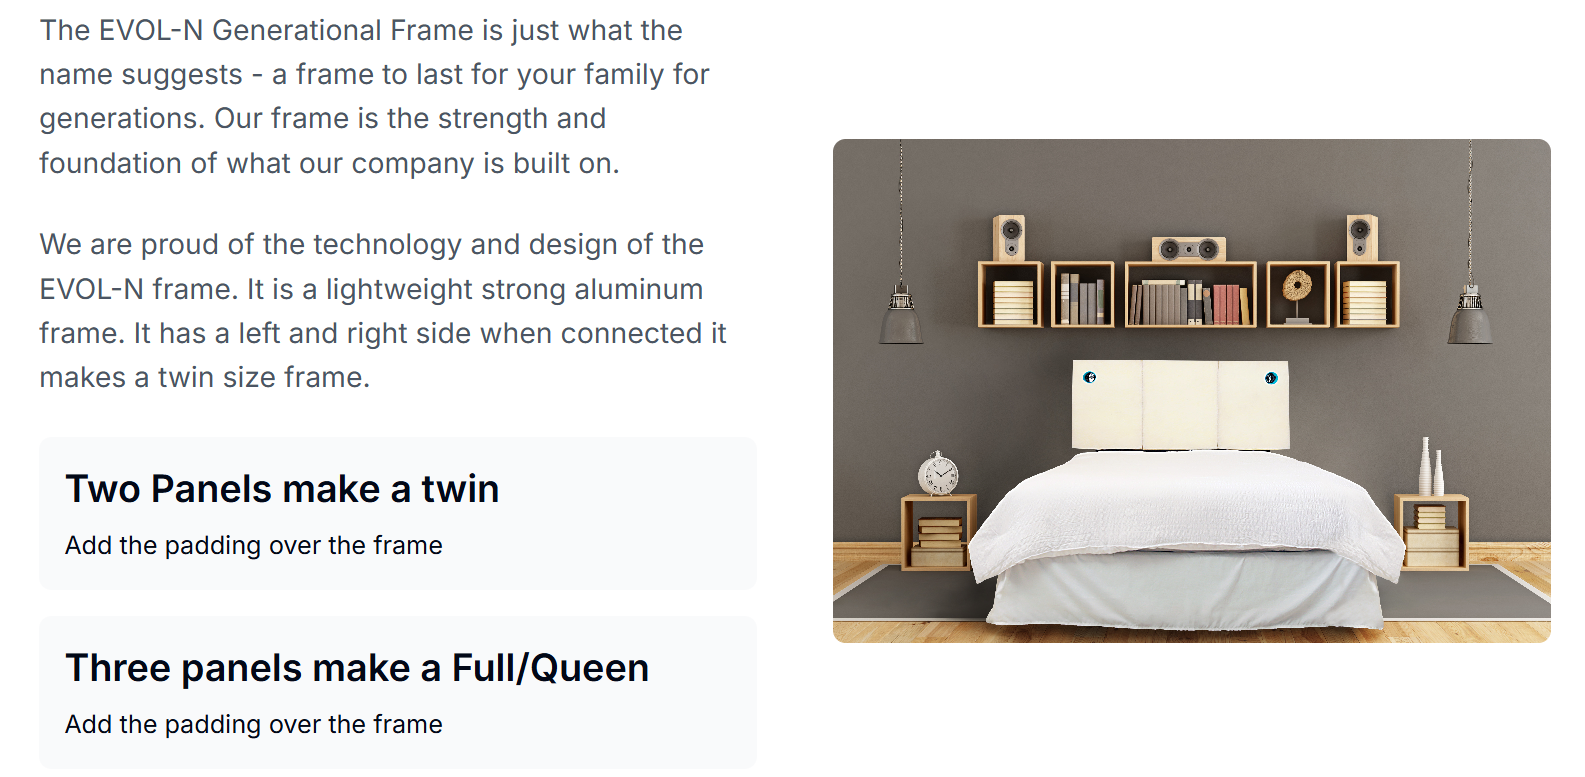 The EVOL-N Generational Frame is just what the
name suggests - a frame to last for your family for
generations. Our frame is the strength and
foundation of what our company is built on.
We are proud of the technology and design of the
EVOL-N frame. It is a lightweight strong aluminum
frame. It has a left and right side when connected it
makes a twin size frame.
Two Panels make a twin
Add the padding over the frame
Three panels make a Full/Queen
Add the padding over the frame